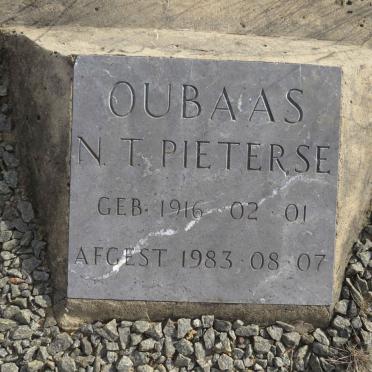 OUBAAS
N. T. PIETERSE
GEB. 1916 · 02 · 01
AFGEST 1983 · 08 · 07